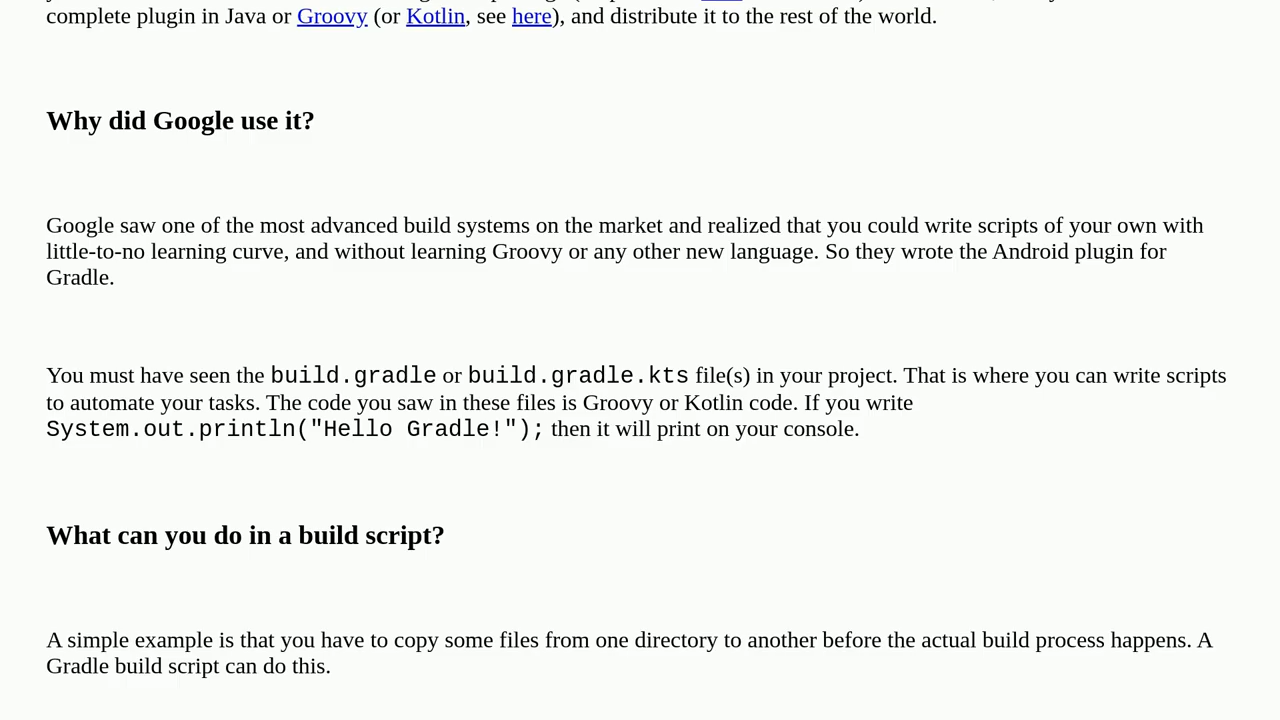 complete plugin in Java or Groovy (or Kotlin, see here), and distribute it to the rest of the world.
Why did Google use it?
Google saw one of the most advanced build systems on the market and realized that you could write scripts of your own with
little-to-no learning curve, and without learning Groovy or any other new language. So they wrote the Android plugin for
Gradle.
You must have seen the build.gradle or build.gradle.kts file(s) in your project. That is where you can write scripts
to automate your tasks. The code you saw in these files is Groovy or Kotlin code. If you write
System.out.println("Hello Gradle!"); then it will print on your console.
What can you do in a build script?
A simple example is that you have to copy some files from one directory to another before the actual build process happens. A
Gradle build script can do this.